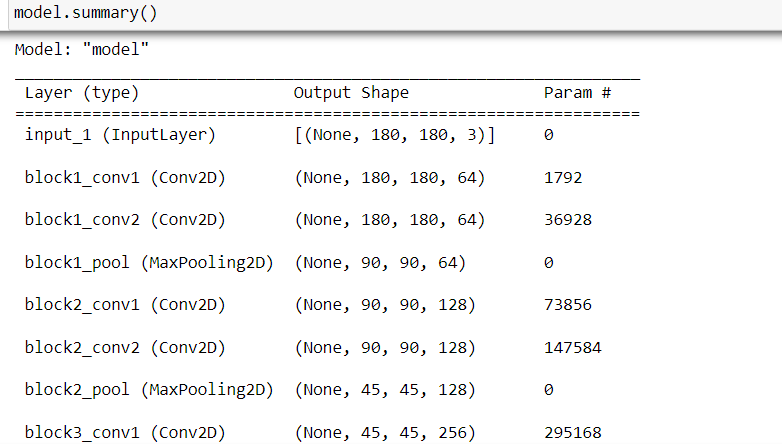 model.summary()
Model: "model"
Layer (type) Output Shape Param #
input_1 (InputLayer) [(None, 180, 180, 3)] 0
block1_conv1 (Conv2D) (None, 180, 180, 64) 1792
block1_conv2 (Conv2D) (None, 180, 180, 64) 36928
block1_pool (MaxPooling2D) (None, 90, 90, 64) 0
block2_conv1 (Conv2D) (None, 90, 90, 128) 73856
block2_conv2 (Conv2D) (None, 90, 90, 128) 147584
block2_pool (MaxPooling2D) (None, 45, 45, 128) 0
block3_conv1 (Conv2D) (None, 45, 45, 256) 295168